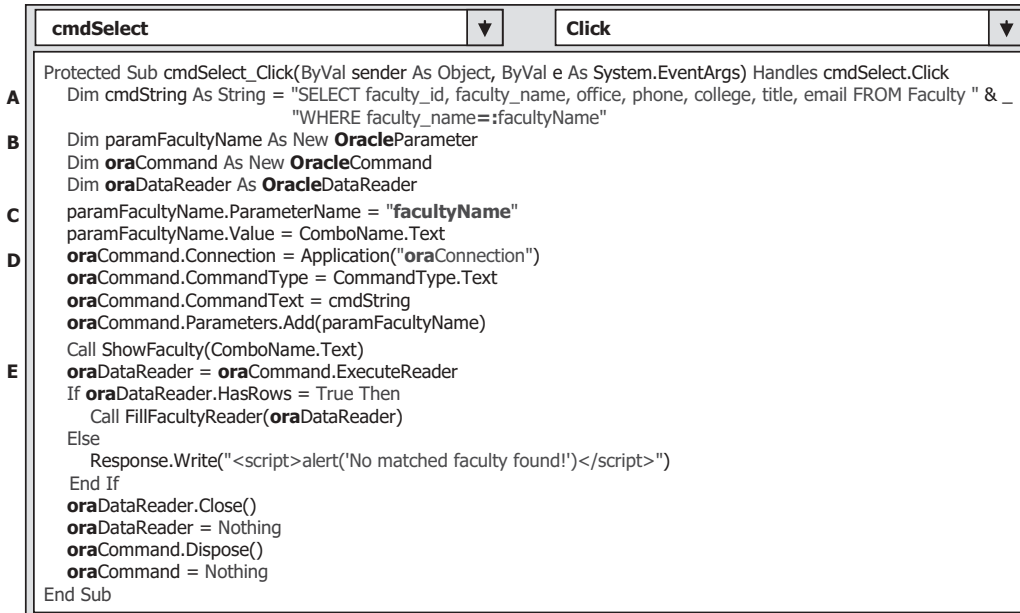 cmdSelect Click
Protected Sub cmdSelect_Click(ByVal sender As Object, ByVal e As System.EventArgs) Handles cmdSelect.Click
A Dim cmdString As String = "SELECT faculty_id, faculty_name, office, phone, college, title, email FROM Faculty " & _
"WHERE faculty_name=:facultyName"
B Dim paramFacultyName As New OracleParameter
Dim oraCommand As New OracleCommand
Dim oraDataReader As OracleDataReader
C paramFacultyName.ParameterName = "facultyName"
paramFacultyName.Value = ComboName.Text
D oraCommand.Connection = Application("oraConnection")
oraCommand.CommandType = CommandType.Text
oraCommand.CommandText = cmdString
oraCommand.Parameters.Add(paramFacultyName)
Call ShowFaculty(ComboName.Text)
E oraDataReader = oraCommand.ExecuteReader
If oraDataReader.HasRows = True Then
Call FillFacultyReader(oraDataReader)
Else
Response.Write("<script>alert('No matched faculty found!')</script>")
End If
oraDataReader.Close()
oraDataReader = Nothing
oraCommand.Dispose()
oraCommand = Nothing
End Sub